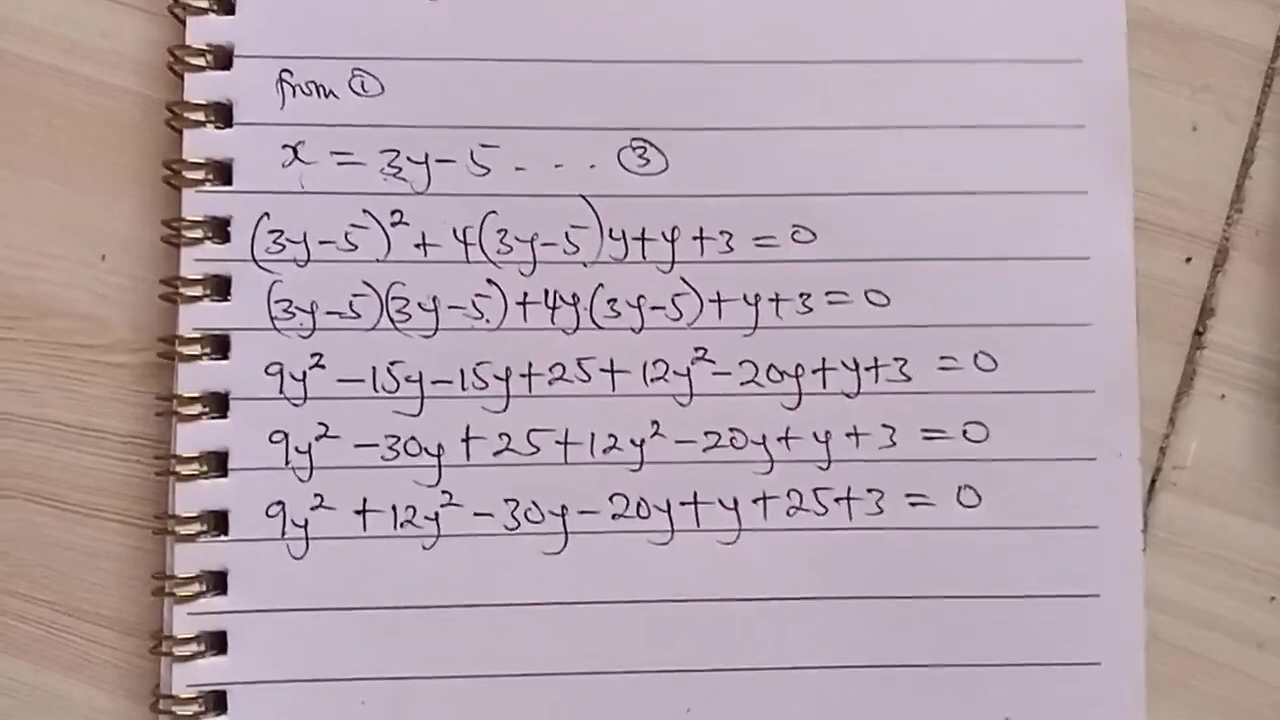 from ①
x = 3y-5 - ... ③
(3y-5)² + 4(3y-5)y+y+3 = 0
(3y-5)(3y-5)+4y.(3y-5)+y+3 = 0
9y² -15y-15y+25+12y²-20y+y+3 = 0
9y² -30y+25+12y²-20y+y+3 = 0
9y² +12y² -30y-20y+y+25+3 = 0